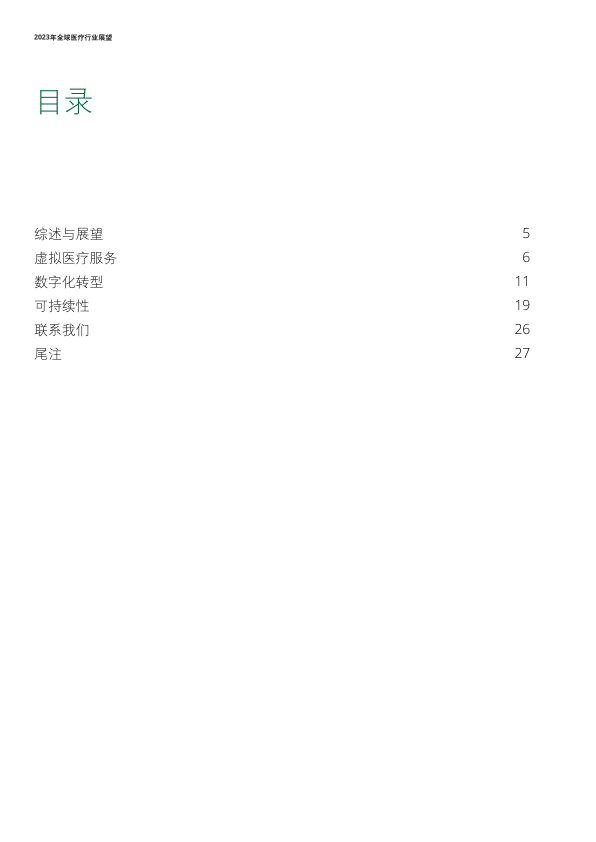 2023年全球医疗行业展望
目录
综述与展望 5
虚拟医疗服务 6
数字化转型 11
可持续性 19
联系我们 26
尾注 27